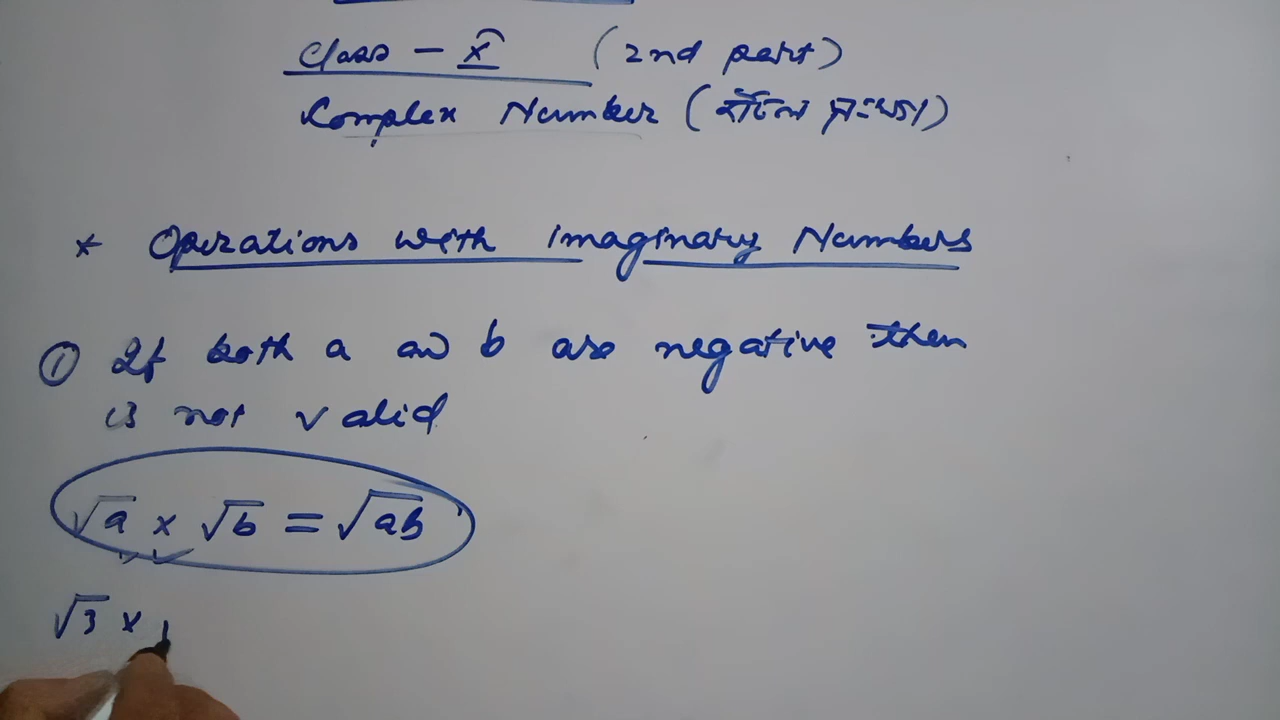 Class - X (2nd part)
Complex Number (জটিল সংখ্যা)
* Operations with imaginary Numbers
① If both a and b are negative then
is not valid
√a × √b = √ab
√3 ×